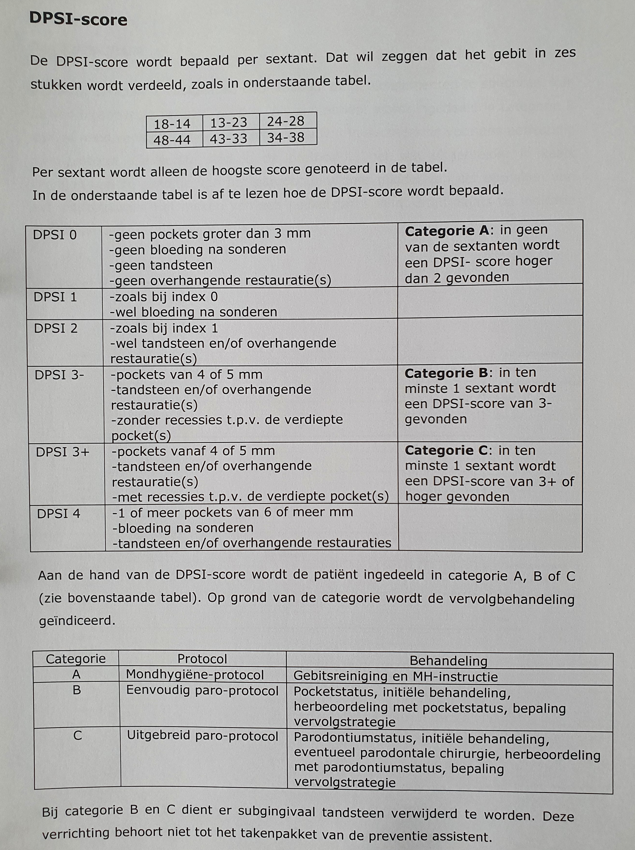 DPSI-score
De DPSI-score wordt bepaald per sextant. Dat wil zeggen dat het gebit in zes
stukken wordt verdeeld, zoals in onderstaande tabel.
18-14 13-23 24-28
48-44 43-33 34-38
Per sextant wordt alleen de hoogste score genoteerd in de tabel.
In de onderstaande tabel is af te lezen hoe de DPSI-score wordt bepaald.
DPSI 0
-geen pockets groter dan 3 mm
-geen bloeding na sonderen
-geen tandsteen
-geen overhangende restauratie(s)
Categorie A: in geen
van de sextanten wordt
een DPSI- score hoger
dan 2 gevonden
DPSI 1
-zoals bij index 0
-wel bloeding na sonderen
DPSI 2
-zoals bij index 1
-wel tandsteen en/of overhangende
restauratie(s)
DPSI 3-
-pockets van 4 of 5 mm
-tandsteen en/of overhangende
restauratie(s)
-zonder recessies t.p.v. de verdiepte
pocket(s)
Categorie B: in ten
minste 1 sextant wordt
een DPSI-score van 3-
gevonden
DPSI 3+
-pockets vanaf 4 of 5 mm
-tandsteen en/of overhangende
restauratie(s)
-met recessies t.p.v. de verdiepte pocket(s)
Categorie C: in ten
minste 1 sextant wordt
een DPSI-score van 3+ of
hoger gevonden
DPSI 4
-1 of meer pockets van 6 of meer mm
-bloeding na sonderen
-tandsteen en/of overhangende restauraties
Aan de hand van de DPSI-score wordt de patiënt ingedeeld in categorie A, B of C
(zie bovenstaande tabel). Op grond van de categorie wordt de vervolgbehandeling
geïndiceerd.
Categorie Protocol Behandeling
A Mondhygiëne-protocol Gebitsreiniging en MH-instructie
B Eenvoudig paro-protocol Pocketstatus, initiële behandeling,
herbeoordeling met pocketstatus, bepaling
vervolgstrategie
C Uitgebreid paro-protocol Parodontiumstatus, initiële behandeling,
eventueel parodontale chirurgie, herbeoordeling
met parodontiumstatus, bepaling
vervolgstrategie
Bij categorie B en C dient er subgingivaal tandsteen verwijderd te worden. Deze
verrichting behoort niet tot het takenpakket van de preventie assistent.